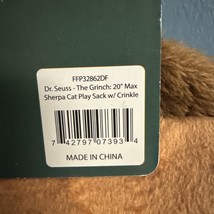 FFP32862DF
Dr. Seuss - The Grinch: 20" Max
Sherpa Cat Play Sack w/ Crinkle
7 42797 07393 4
MADE IN CHINA